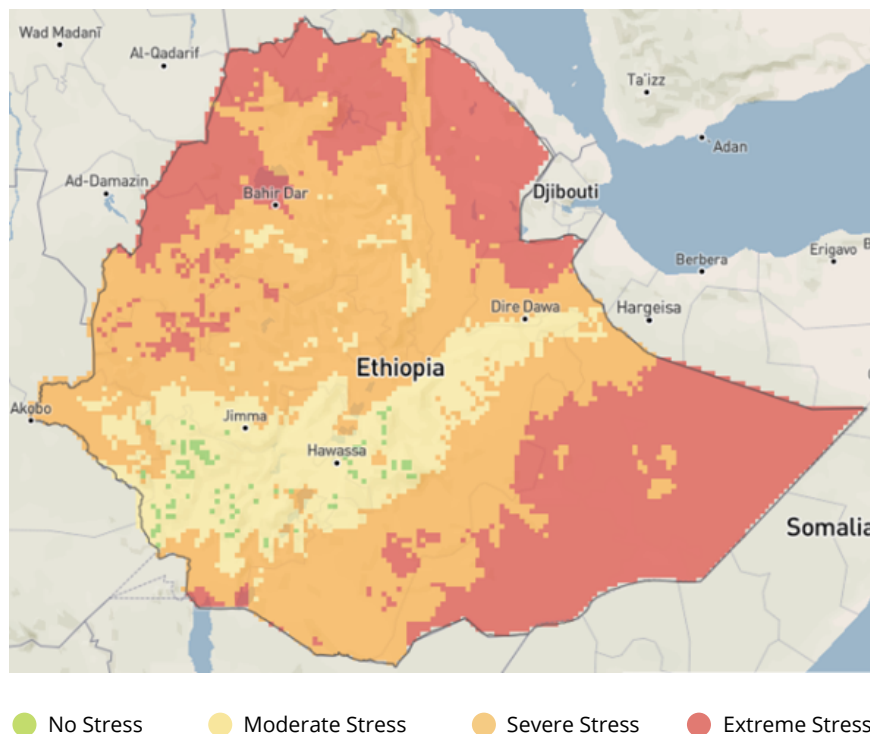 Wad Madanī
Al-Qadarif
Ta'izz
Adan
Ad-Damazin
Bahir Dar
Djibouti
Erigavo
B
Berbera
Dire Dawa
Hargeisa
Ethiopia
Akobo
Jimma
Hawassa
Somalia
No Stress
Moderate Stress
Severe Stress
Extreme Stress